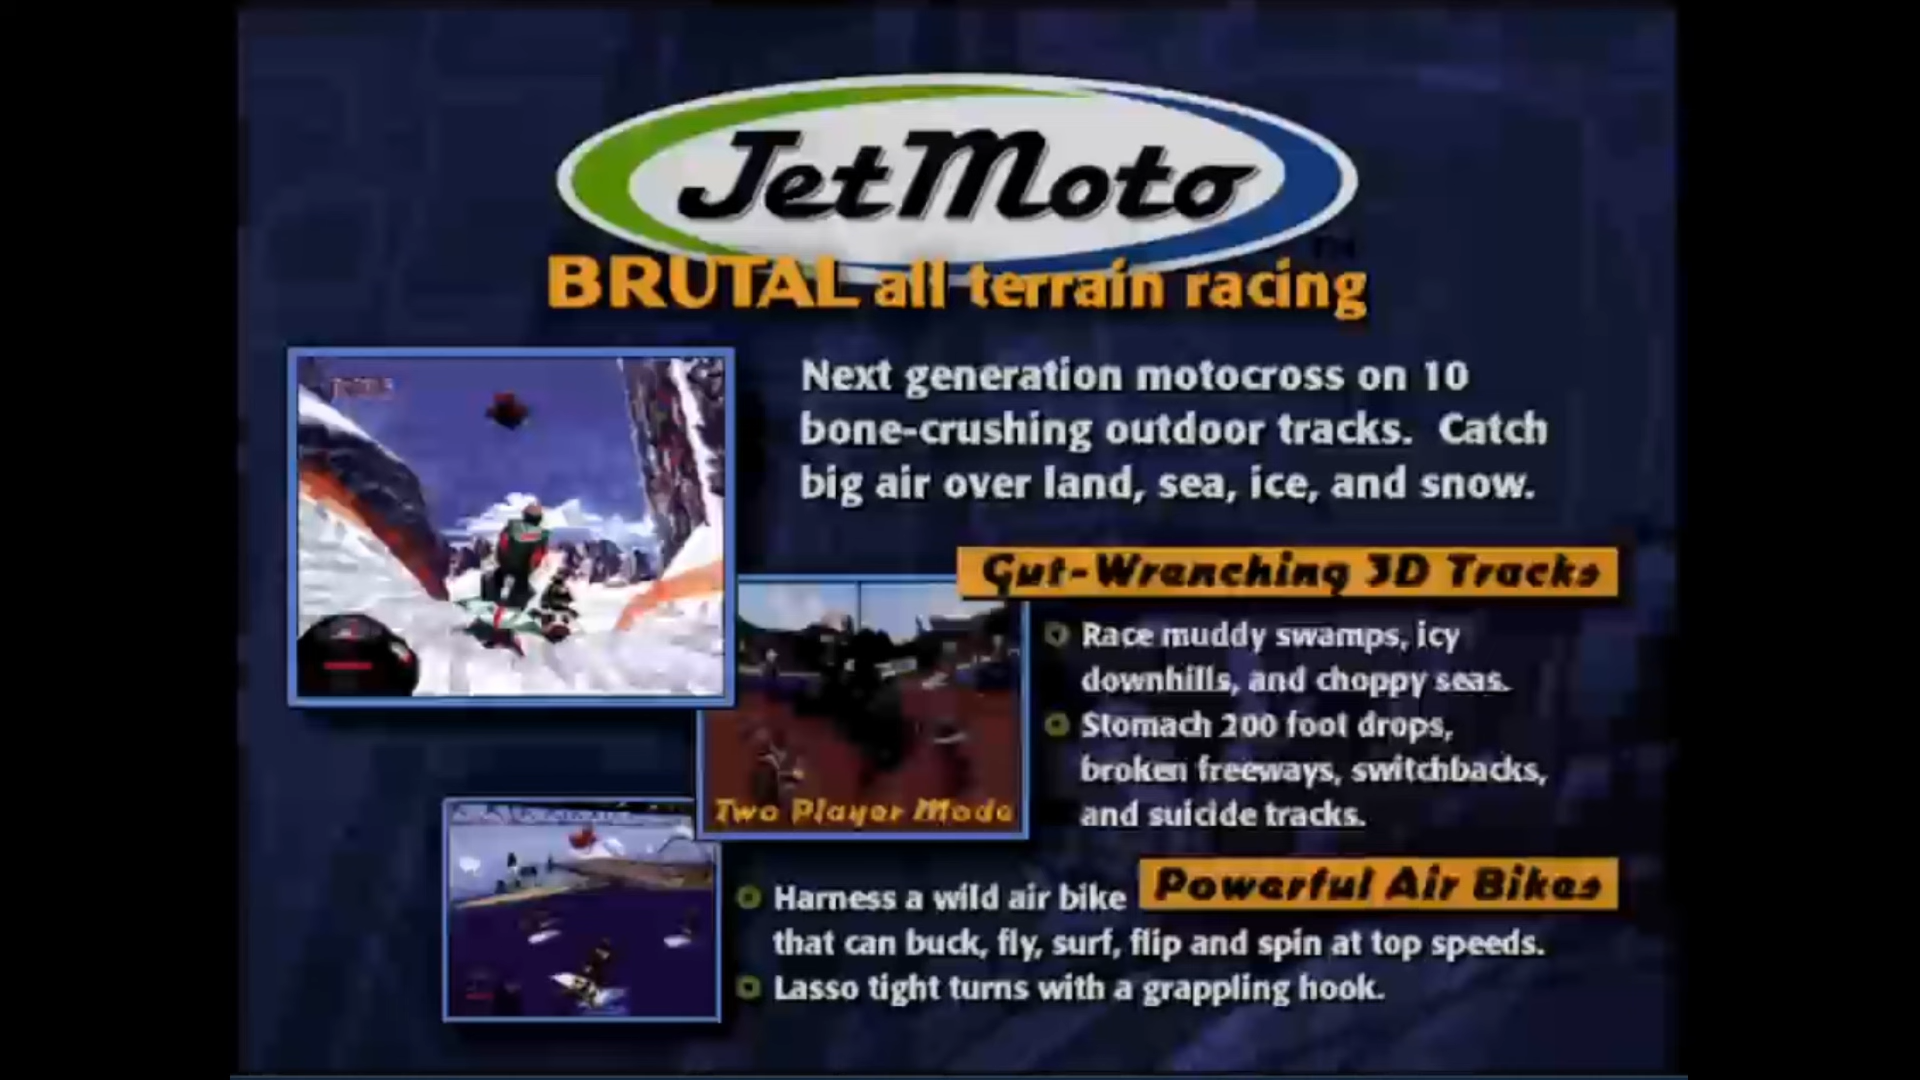 JetMoto
TM
BRUTAL all terrain racing
Next generation motocross on 10
bone-crushing outdoor tracks. Catch
big air over land, sea, ice, and snow.
Gut-Wrenching 3D Tracks
Race muddy swamps, icy
downhills, and choppy seas.
Stomach 200 foot drops,
broken freeways, switchbacks,
and suicide tracks.
Two Player Mode
Powerful Air Bikes
Harness a wild air bike
that can buck, fly, surf, flip and spin at top speeds.
Lasso tight turns with a grappling hook.